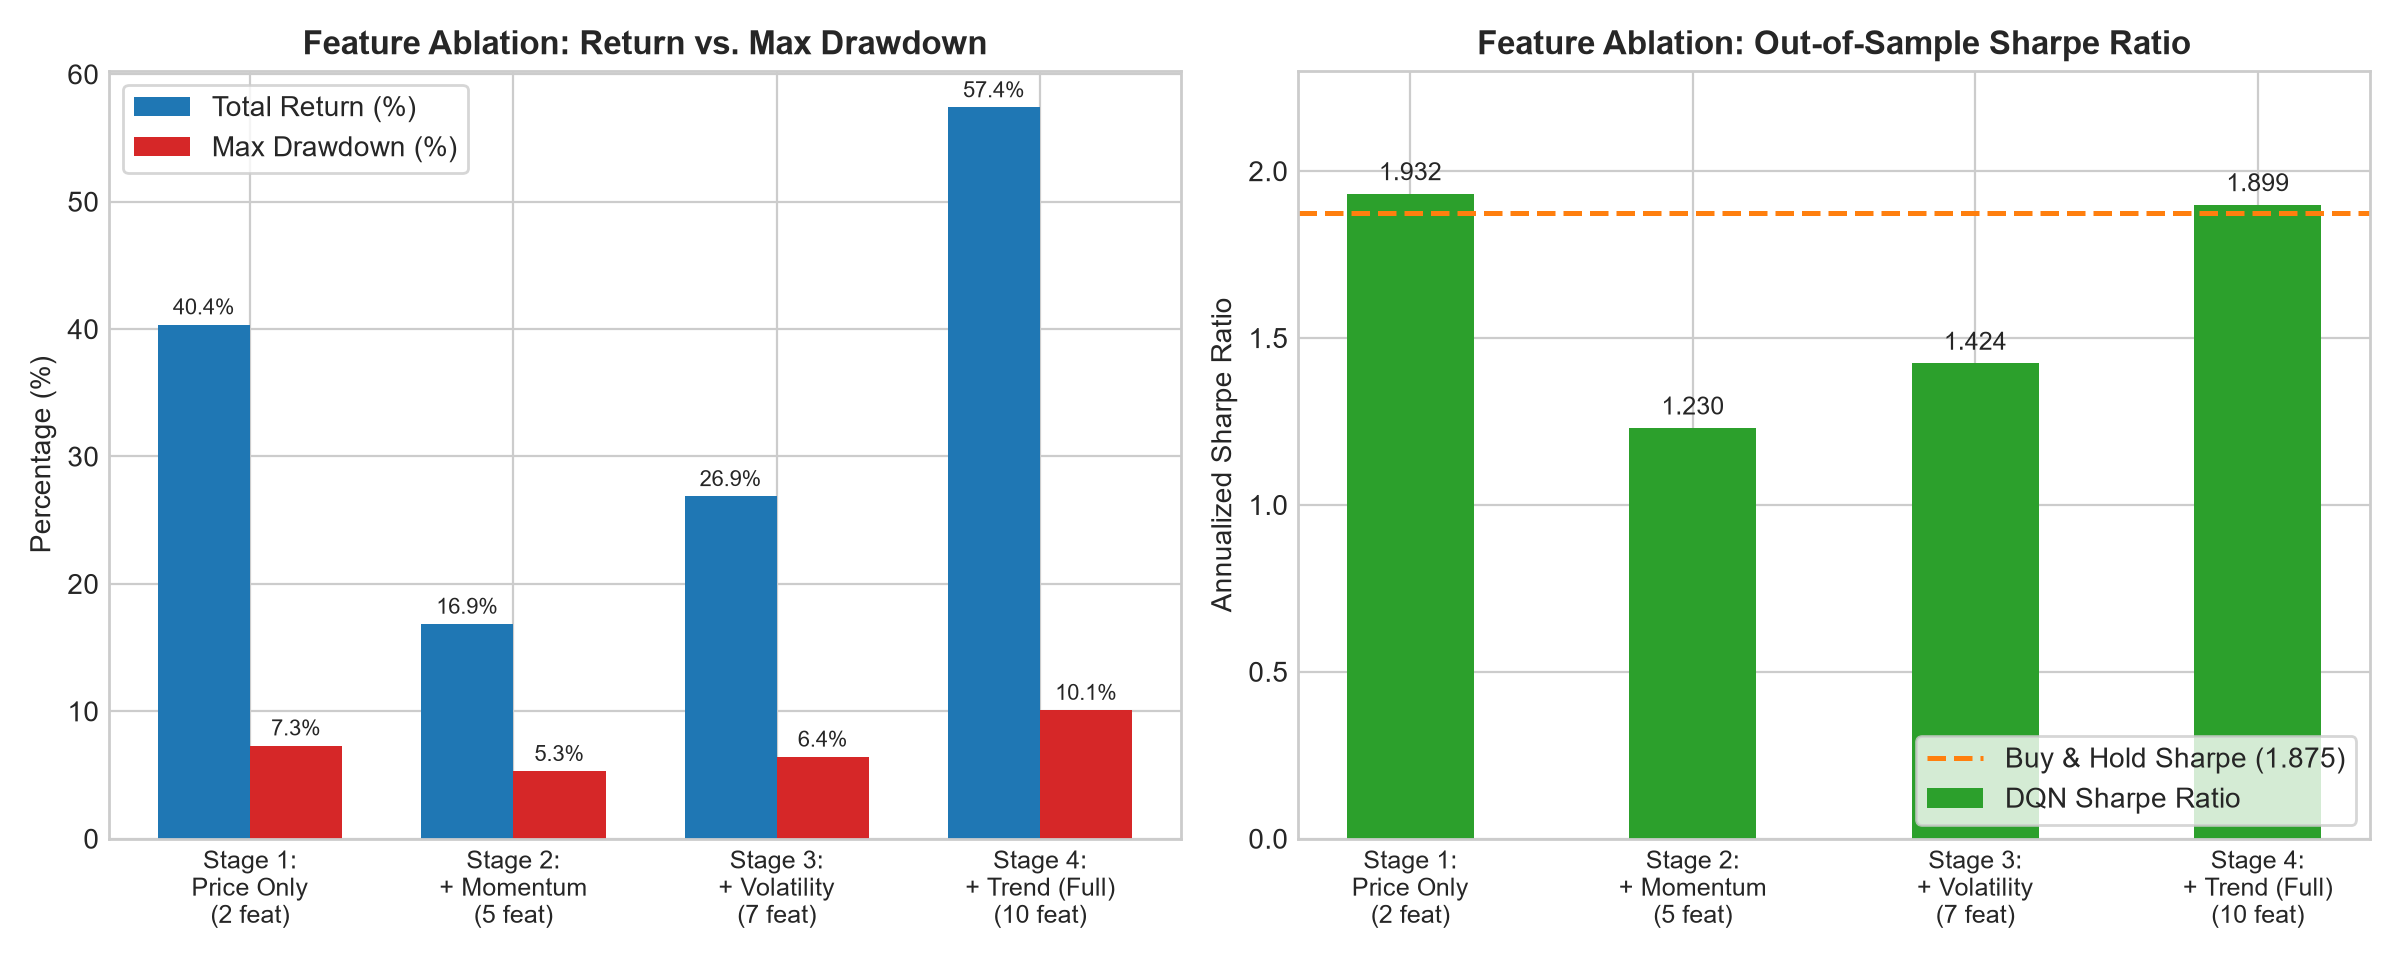 Feature Ablation: Return vs. Max Drawdown
Total Return (%)
Max Drawdown (%)
Percentage (%)
60
50
40
30
20
10
0
40.4%
7.3%
16.9%
5.3%
26.9%
6.4%
57.4%
10.1%
Stage 1:
Price Only
(2 feat)
Stage 2:
+ Momentum
(5 feat)
Stage 3:
+ Volatility
(7 feat)
Stage 4:
+ Trend (Full)
(10 feat)
Feature Ablation: Out-of-Sample Sharpe Ratio
Annualized Sharpe Ratio
2.0
1.5
1.0
0.5
0.0
1.932
1.230
1.424
1.899
Buy & Hold Sharpe (1.875)
DQN Sharpe Ratio
Stage 1:
Price Only
(2 feat)
Stage 2:
+ Momentum
(5 feat)
Stage 3:
+ Volatility
(7 feat)
Stage 4:
+ Trend (Full)
(10 feat)